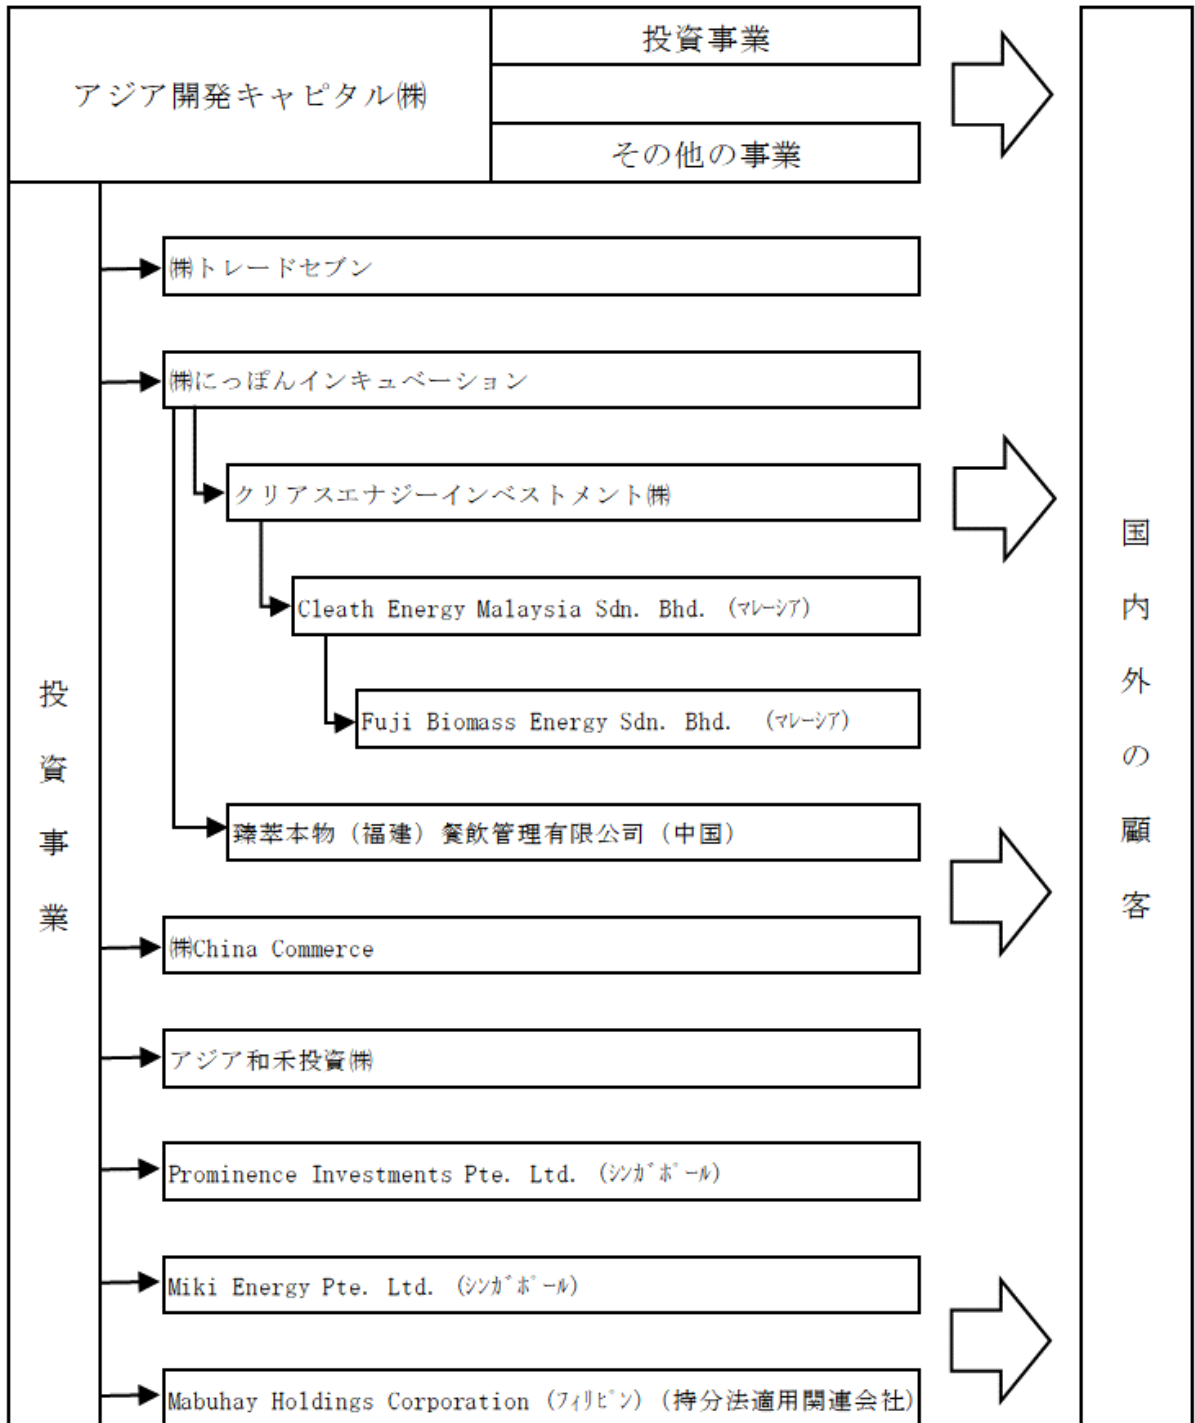 投資事業
アジア開発キャピタル㈱
その他の事業
㈱トレードセブン
㈱にっぽんインキュベーション
クリアスエナジーインベストメント㈱
Cleath Energy Malaysia Sdn. Bhd. (ﾏﾚｰｼｱ)
Fuji Biomass Energy Sdn. Bhd. (ﾏﾚｰｼｱ)
臻萃本物（福建）餐飲管理有限公司（中国）
㈱China Commerce
アジア和禾投資㈱
Prominence Investments Pte. Ltd. (ｼﾝｶﾞﾎﾟｰﾙ)
Miki Energy Pte. Ltd. (ｼﾝｶﾞﾎﾟｰﾙ)
Mabuhay Holdings Corporation (ﾌｨﾘﾋﾟﾝ) (持分法適用関連会社)
投資事業
国内外の顧客